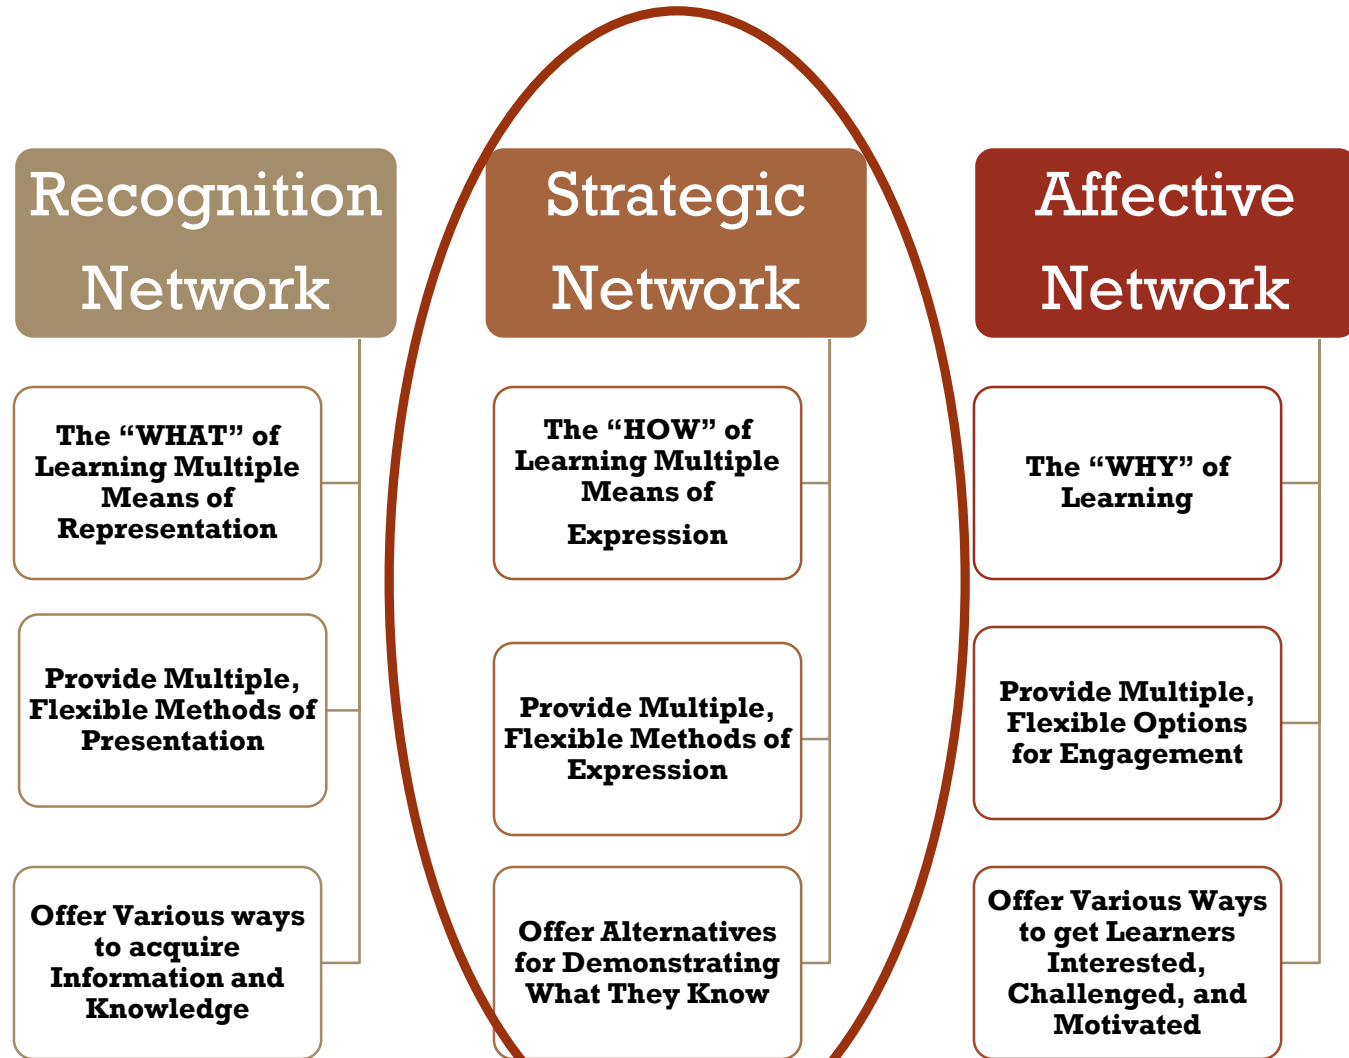 Recognition
Network
The “WHAT” of
Learning Multiple
Means of
Representation
Provide Multiple,
Flexible Methods of
Presentation
Offer Various ways
to acquire
Information and
Knowledge
Strategic
Network
The “HOW” of
Learning Multiple
Means of
Expression
Provide Multiple,
Flexible Methods of
Expression
Offer Alternatives
for Demonstrating
What They Know
Affective
Network
The “WHY” of
Learning
Provide Multiple,
Flexible Options
for Engagement
Offer Various Ways
to get Learners
Interested,
Challenged, and
Motivated